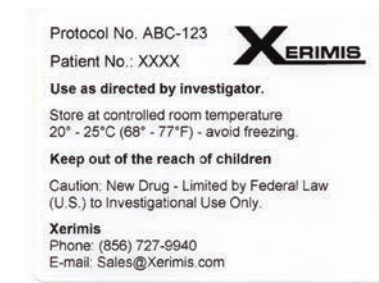 Protocol No. ABC-123
XERIMIS
Patient No.: XXXX
Use as directed by investigator.
Store at controlled room temperature
20° - 25°C (68° - 77°F) - avoid freezing.
Keep out of the reach of children
Caution: New Drug - Limited by Federal Law
(U.S.) to Investigational Use Only.
Xerimis
Phone: (856) 727-9940
E-mail: Sales@Xerimis.com